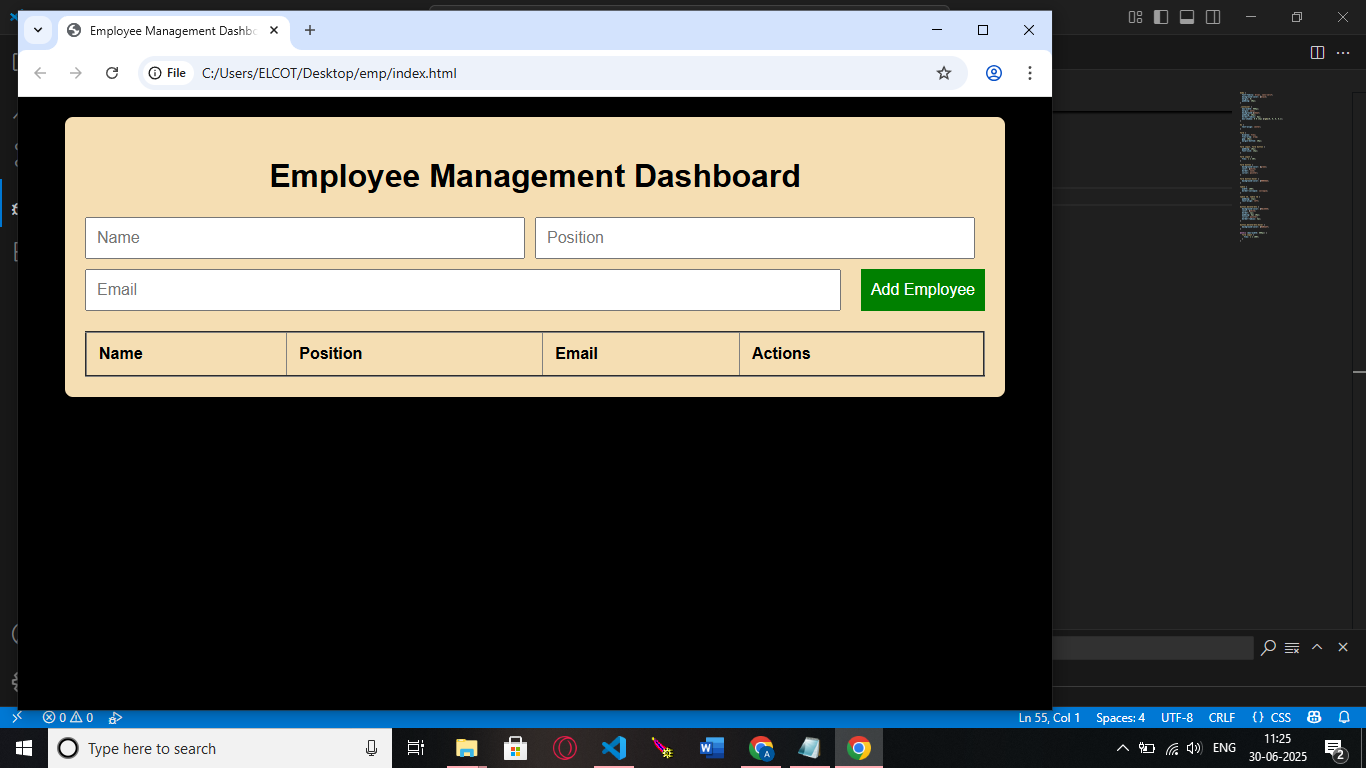 Employee Management Dashbo
File C:/Users/ELCOT/Desktop/emp/index.html
Employee Management Dashboard
Name Position
Email Add Employee
Name Position Email Actions
0 0 Ln 55, Col 1 Spaces: 4 UTF-8 CRLF { } CSS
Type here to search
W A ENG 11:25
30-06-2025 2